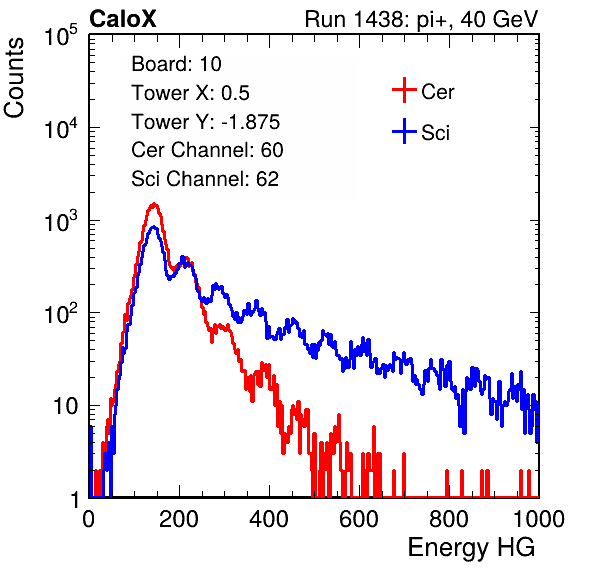 CaloX Run 1438: pi+, 40 GeV
Counts
Board: 10
Tower X: 0.5
Tower Y: -1.875
Cer Channel: 60
Sci Channel: 62
Cer
Sci
10^5
10^4
10^3
10^2
10
1
0 200 400 600 800 1000
Energy HG